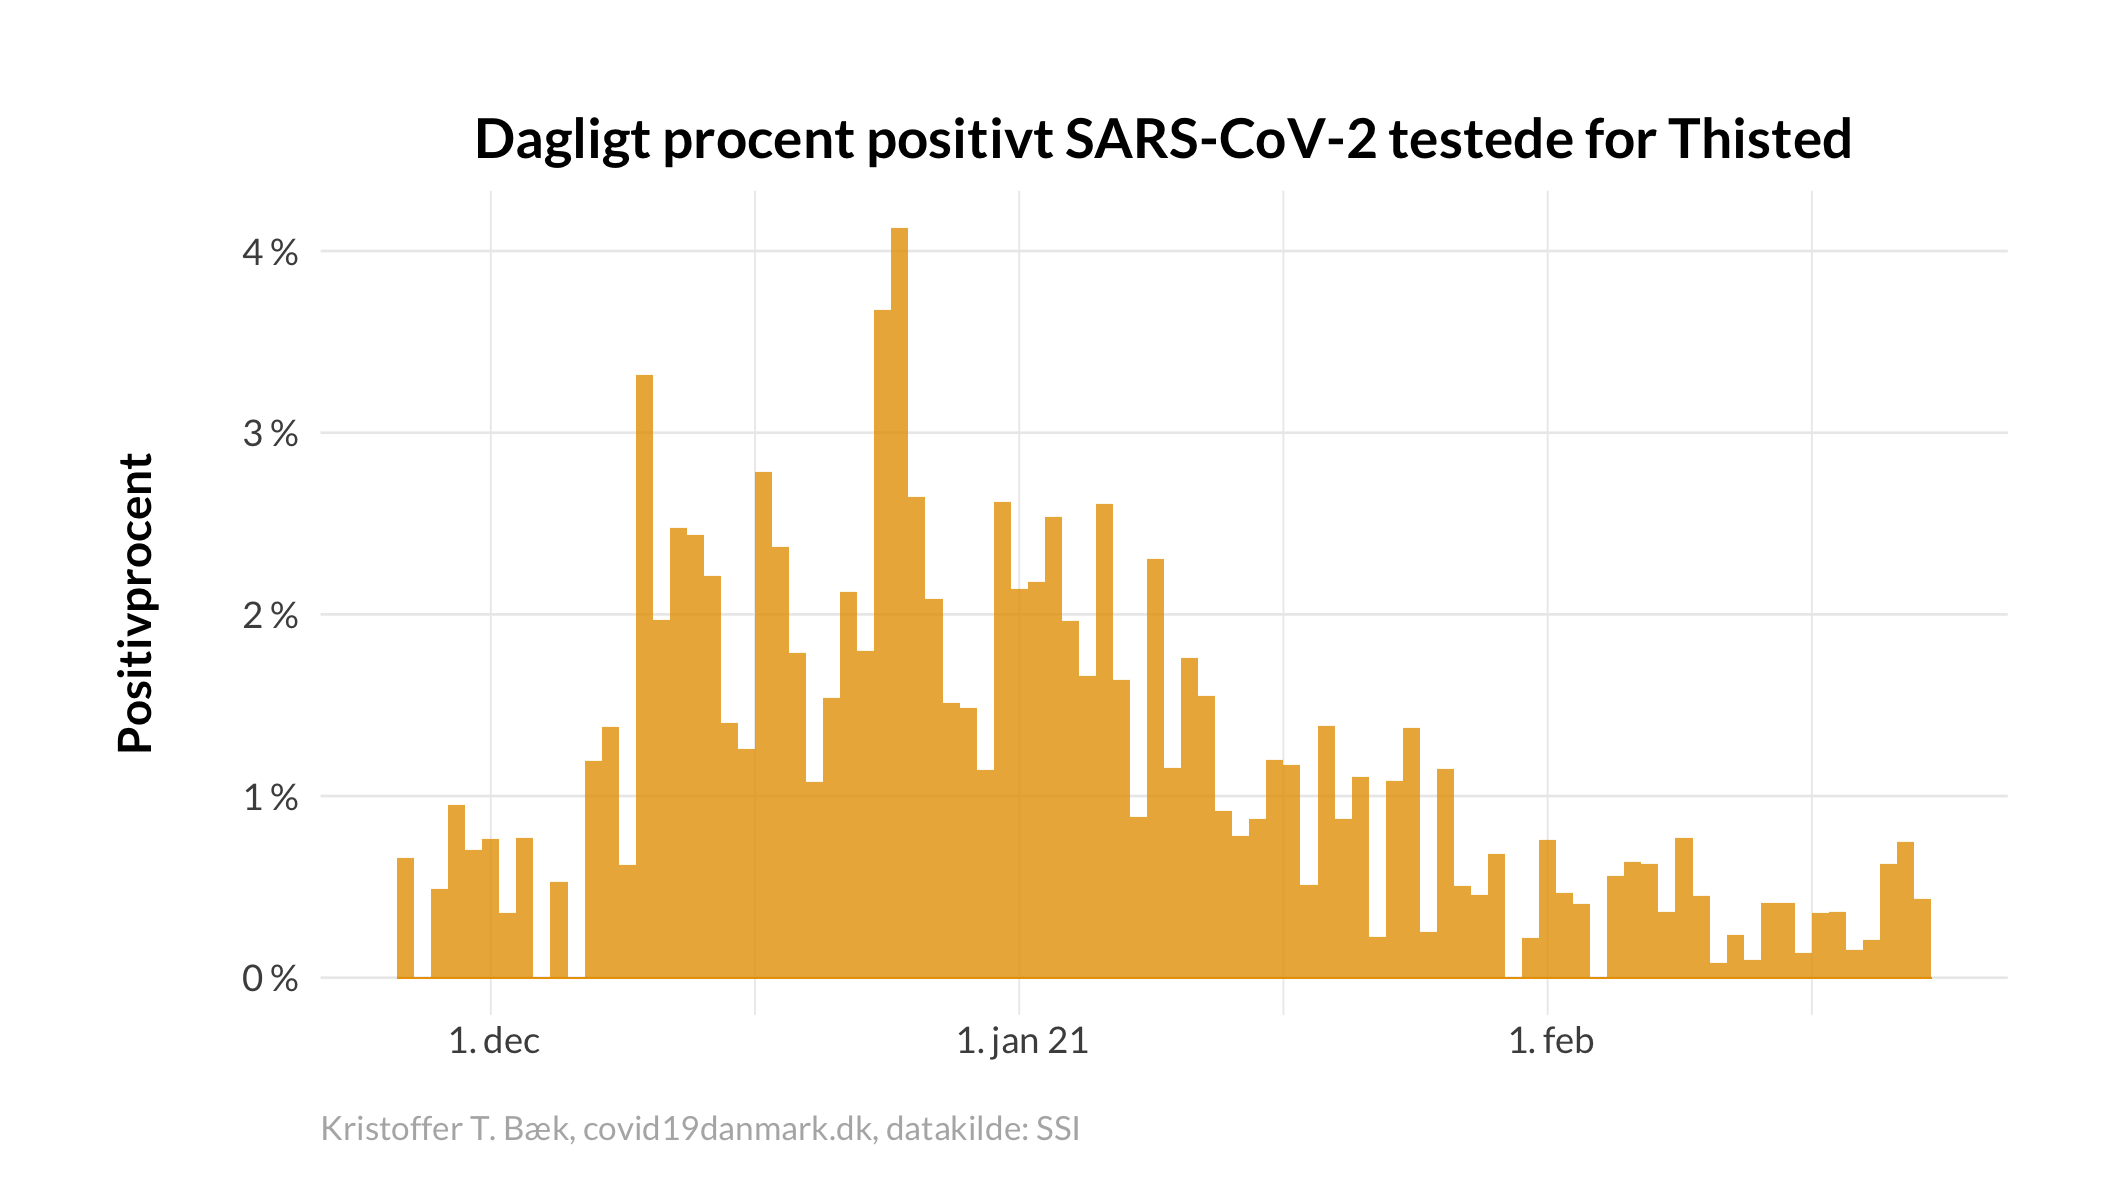 Dagligt procent positivt SARS-CoV-2 testede for Thisted
Positivprocent
4 %
3 %
2 %
1 %
0 %
1. dec
1. jan 21
1. feb
Kristoffer T. Bæk, covid19danmark.dk, datakilde: SSI